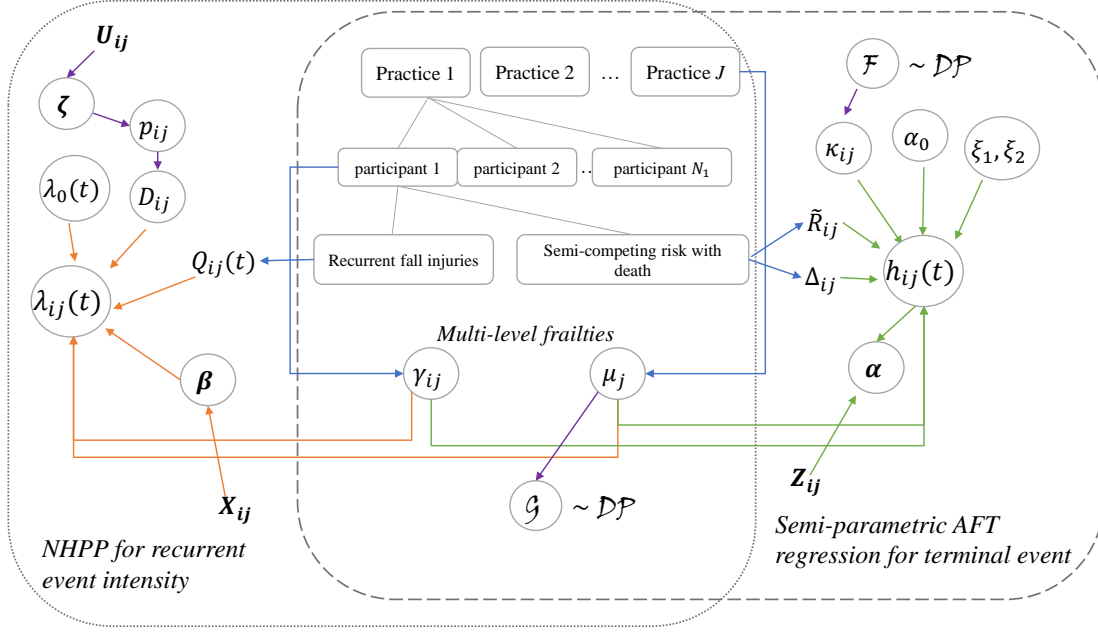 U_ij
ζ
p_ij
λ_0(t)
D_ij
Q_ij(t)
λ_ij(t)
β
X_ij
NHPP for recurrent
event intensity
Practice 1
Practice 2
...
Practice J
participant 1
participant 2
..
participant N_1
Recurrent fall injuries
Semi-competing risk with
death
Multi-level frailties
γ_ij
μ_j
𝒢 ~ 𝒟𝒫
ℱ ~ 𝒟𝒫
κ_ij
α_0
ξ_1, ξ_2
R̃_ij
Δ_ij
h_ij(t)
α
Z_ij
Semi-parametric AFT
regression for terminal event